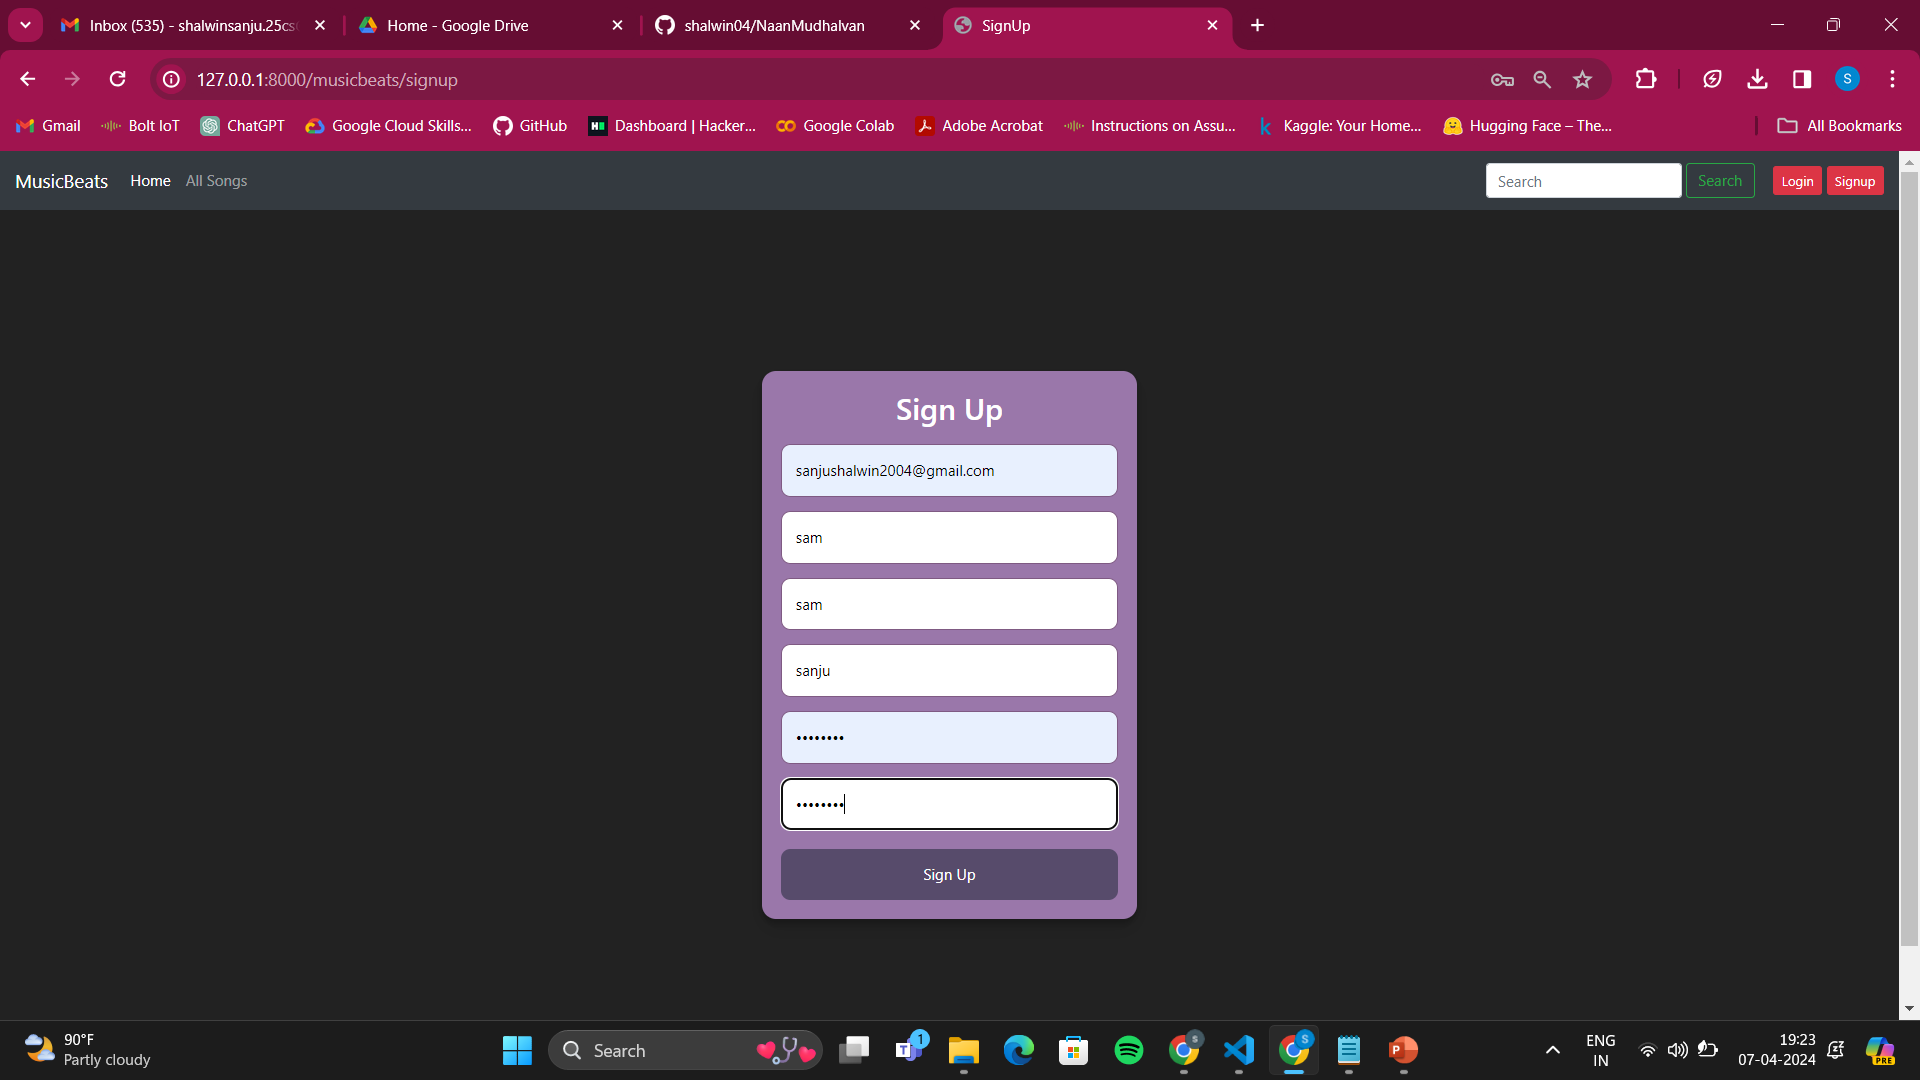 Inbox (535) - shalwinsanju.25cs
Home - Google Drive
shalwin04/NaanMudhalvan
SignUp
127.0.0.1:8000/musicbeats/signup
S
Gmail
Bolt IoT
ChatGPT
Google Cloud Skills...
GitHub
Dashboard | Hacker...
Google Colab
Adobe Acrobat
Instructions on Assu...
Kaggle: Your Home...
Hugging Face – The...
All Bookmarks
MusicBeats
Home
All Songs
Search
Search
Login
Signup
Sign Up
sanjushalwin2004@gmail.com
sam
sam
sanju
••••••••
••••••••
Sign Up
90°F
Partly cloudy
Search
1
S
S
ENG
IN
19:23
07-04-2024
PRE